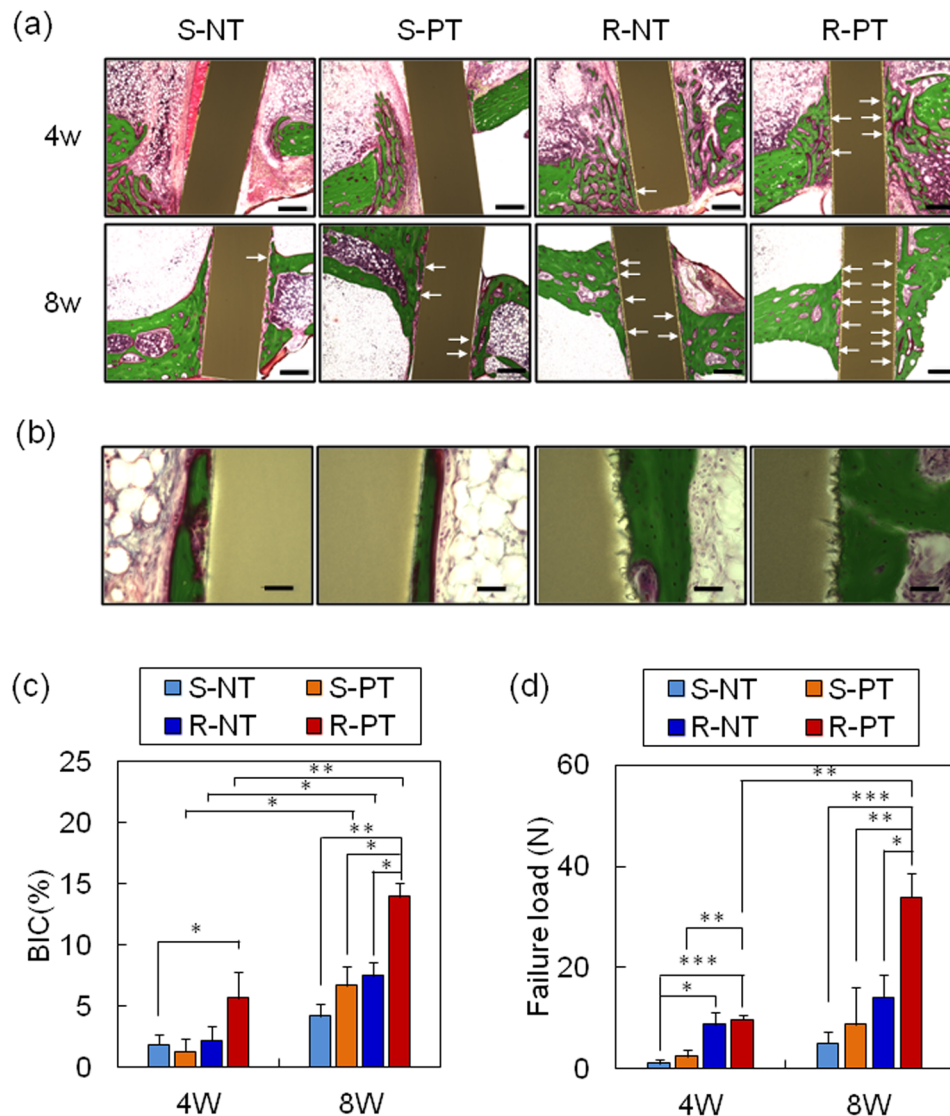 (a)
S-NT S-PT R-NT R-PT
4w
8w
(b)
(c)
S-NT S-PT
R-NT R-PT
25
20
15
10
5
0
BIC(%)
** 
*
*
**
*
*
*
4W 8W
(d)
S-NT S-PT
R-NT R-PT
60
40
20
0
Failure load (N)
**
***
**
*
**
***
*
4W 8W